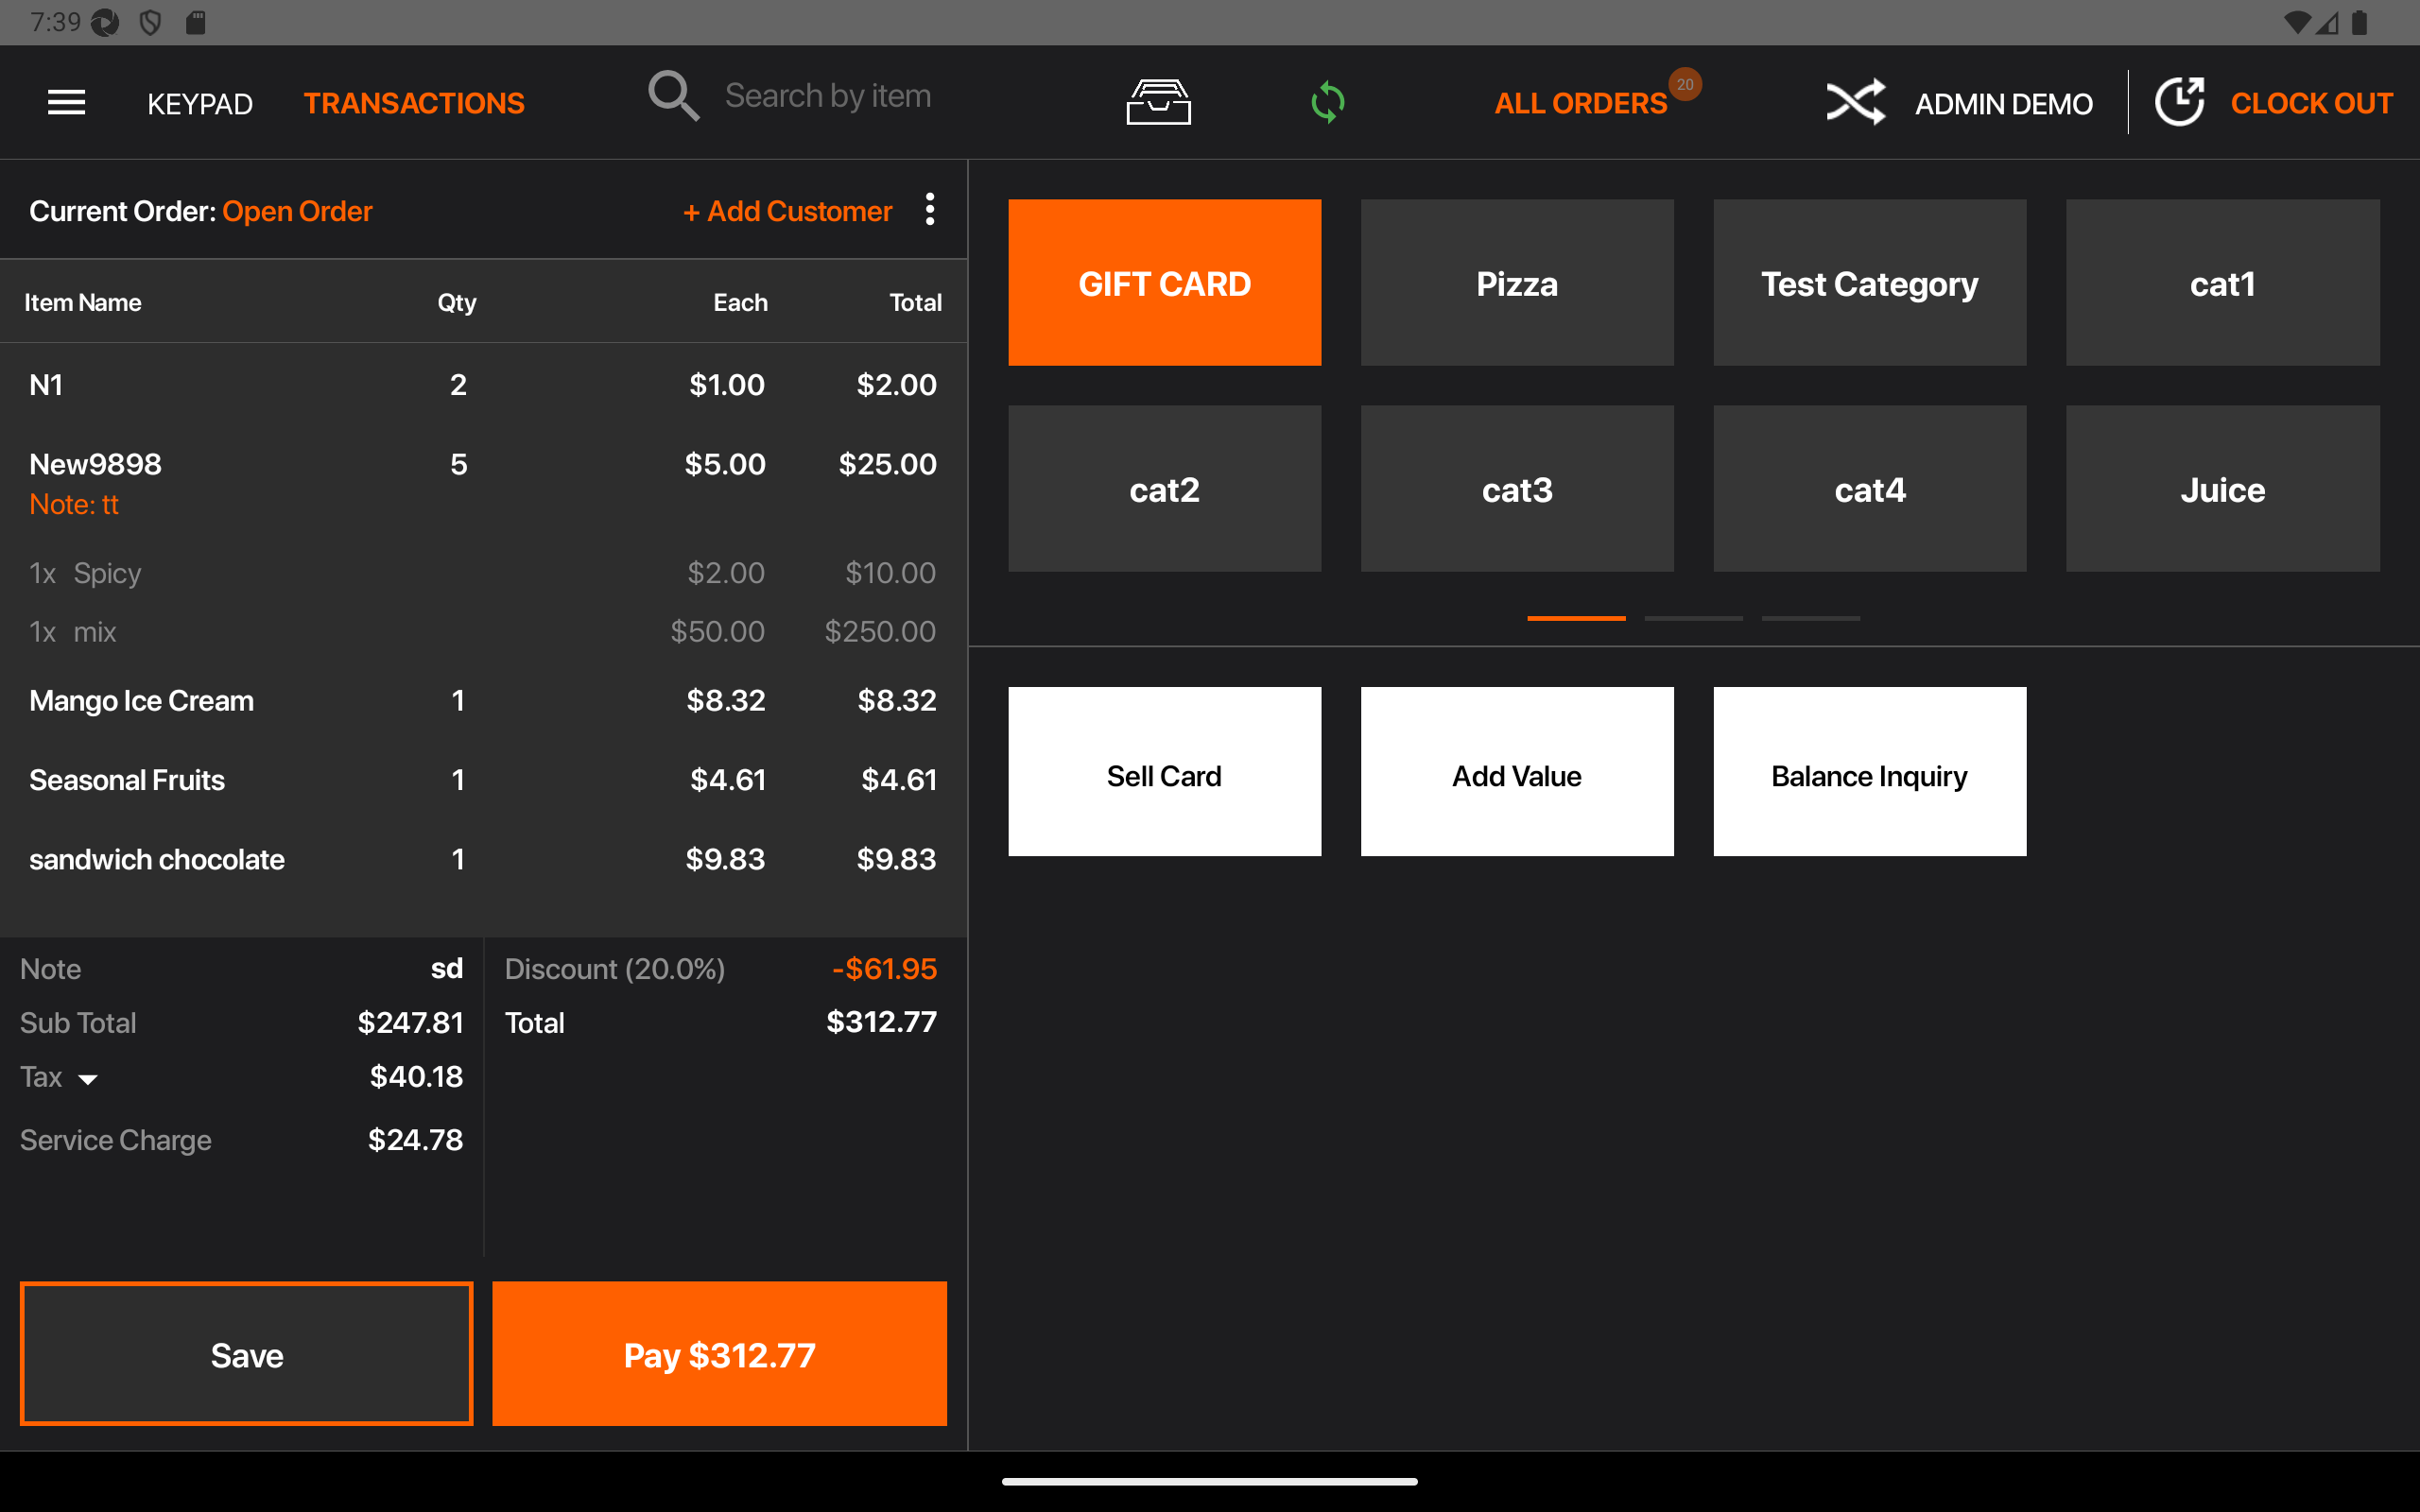 7:39
KEYPAD TRANSACTIONS Search by item ALL ORDERS 20 ADMIN DEMO CLOCK OUT
Current Order: Open Order + Add Customer
Item Name Qty Each Total
N1 2 $1.00 $2.00
New9898 5 $5.00 $25.00
Note: tt
1x Spicy $2.00 $10.00
1x mix $50.00 $250.00
Mango Ice Cream 1 $8.32 $8.32
Seasonal Fruits 1 $4.61 $4.61
sandwich chocolate 1 $9.83 $9.83
Note sd
Sub Total $247.81
Tax $40.18
Service Charge $24.78
Discount (20.0%) -$61.95
Total $312.77
Save
Pay $312.77
GIFT CARD Pizza Test Category cat1
cat2 cat3 cat4 Juice
Sell Card Add Value Balance Inquiry